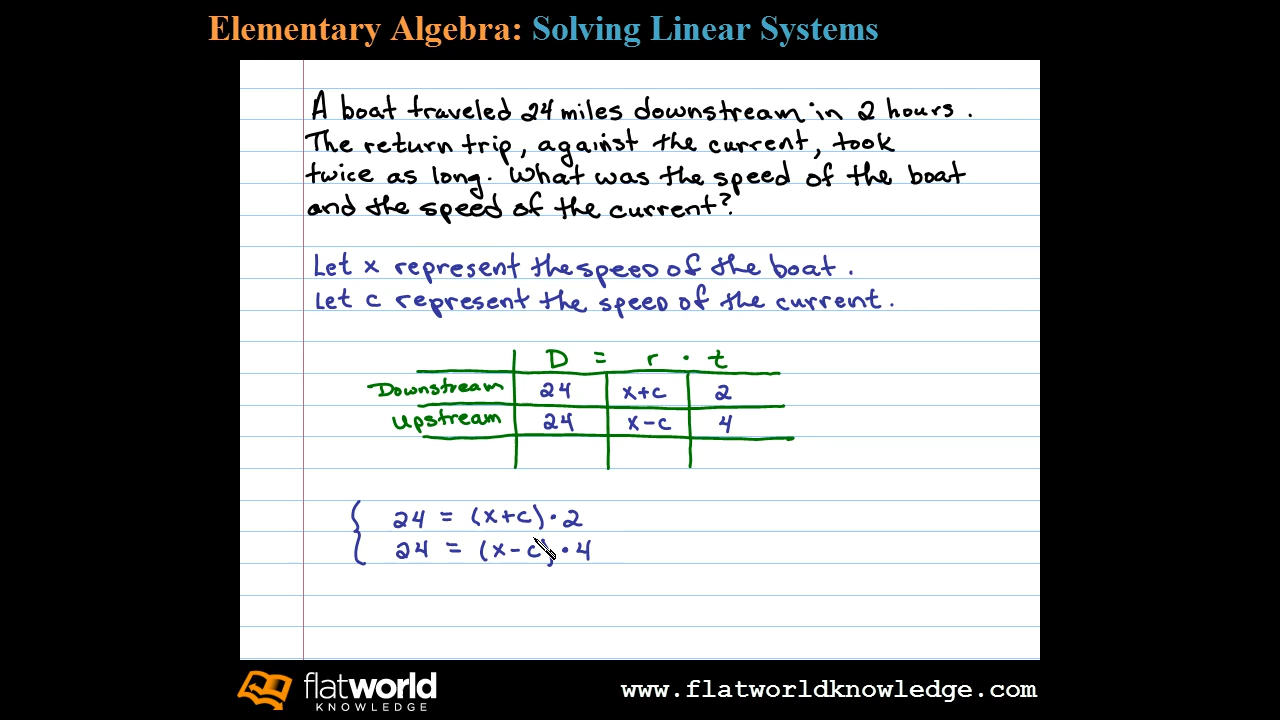 Elementary Algebra: Solving Linear Systems
A boat traveled 24 miles downstream in 2 hours.
The return trip, against the current, took
twice as long. What was the speed of the boat
and the speed of the current?
Let x represent the speed of the boat.
Let c represent the speed of the current.
D = r · t
Downstream 24 x+c 2
Upstream 24 x-c 4
24 = (x+c) · 2
24 = (x-c) · 4
flatworld
KNOWLEDGE
www.flatworldknowledge.com